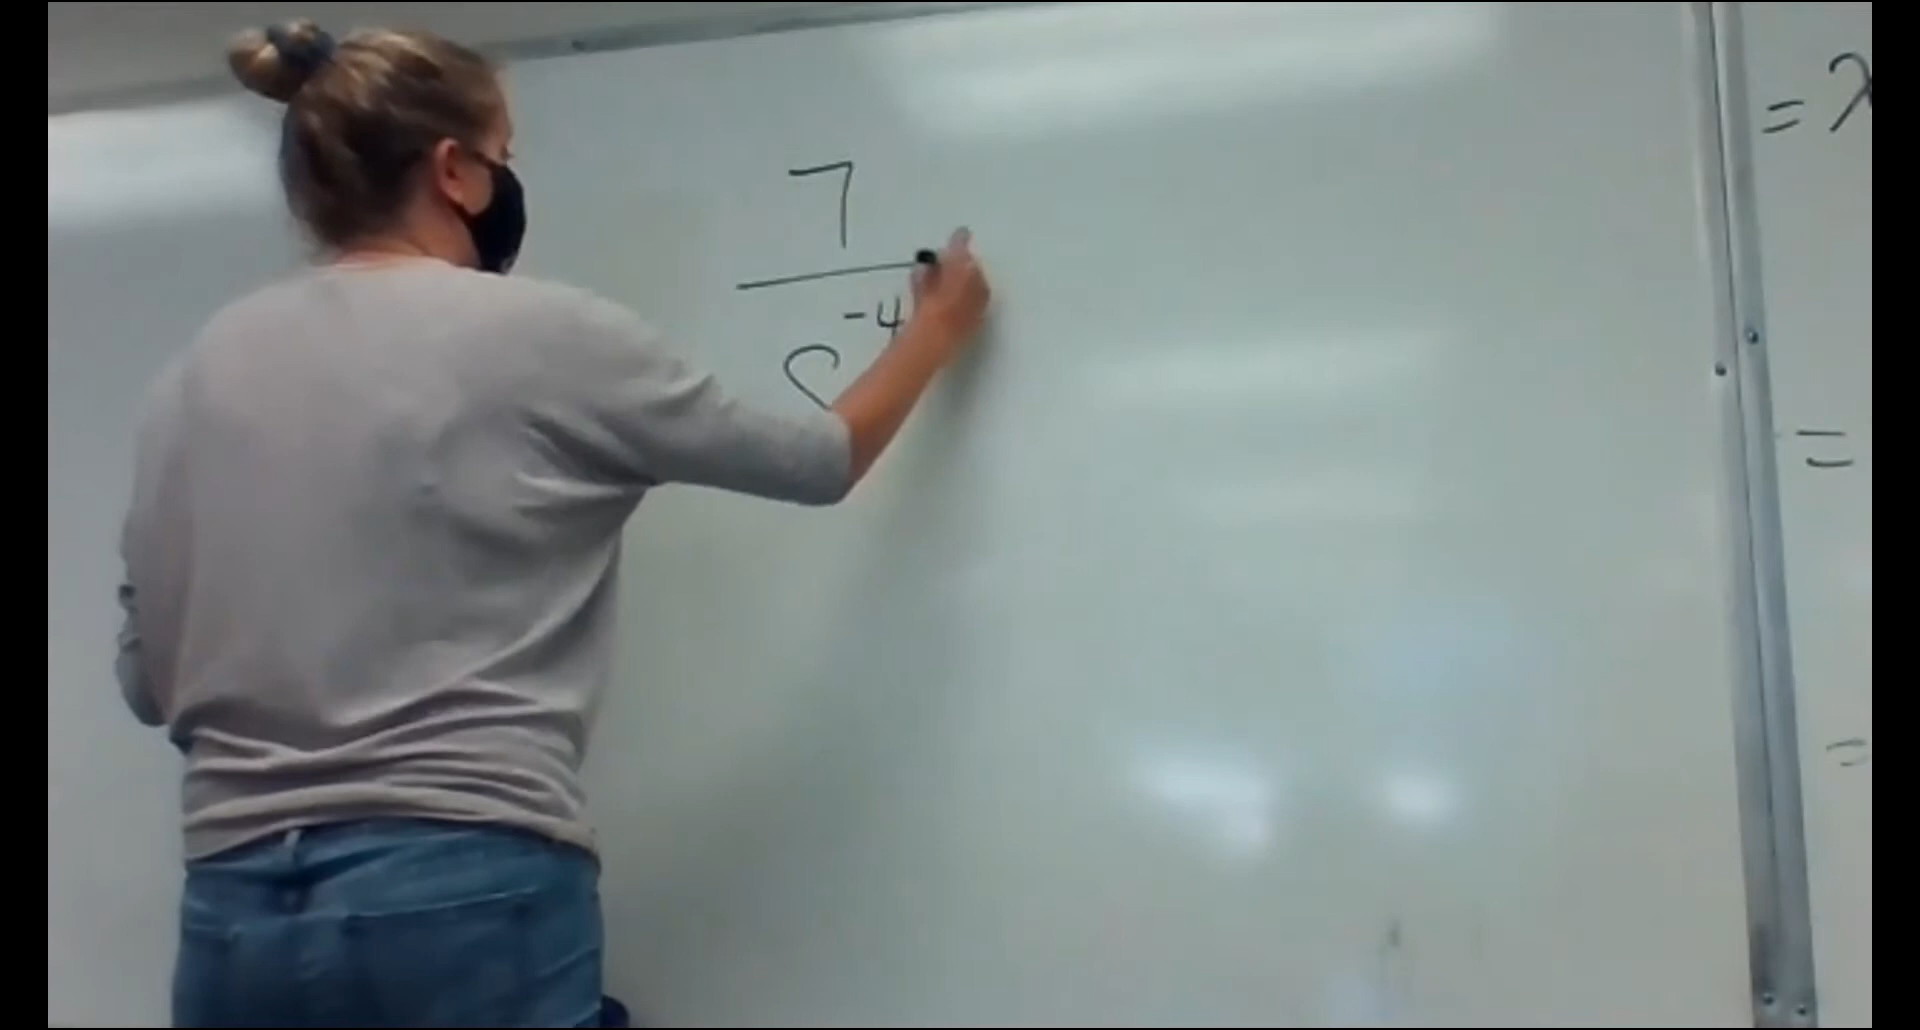 7
-4
= x
=
=